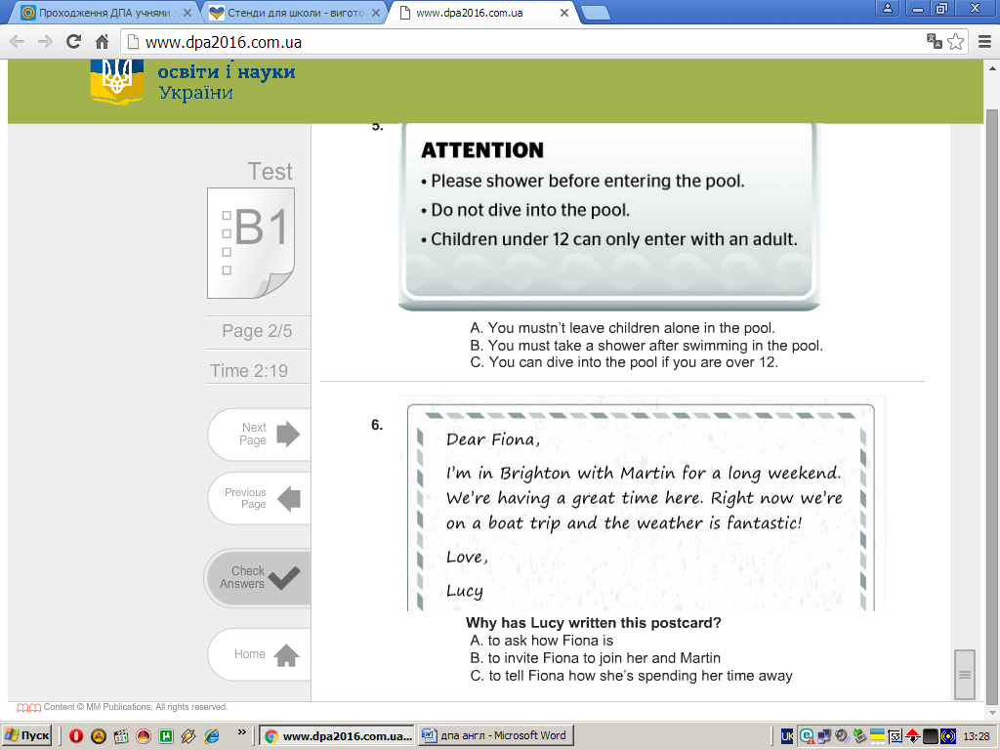 Проходження ДПА учнями
Стенди для школи - вигото
www.dpa2016.com.ua
www.dpa2016.com.ua
освіти і науки
України
Test
B1
Page 2/5
Time 2:19
Next
Page
Previous
Page
Check
Answers
Home
5.
ATTENTION
• Please shower before entering the pool.
• Do not dive into the pool.
• Children under 12 can only enter with an adult.
A. You mustn't leave children alone in the pool.
B. You must take a shower after swimming in the pool.
C. You can dive into the pool if you are over 12.
6.
Dear Fiona,
I'm in Brighton with Martin for a long weekend.
We're having a great time here. Right now we're
on a boat trip and the weather is fantastic!
Love,
Lucy
Why has Lucy written this postcard?
A. to ask how Fiona is
B. to invite Fiona to join her and Martin
C. to tell Fiona how she's spending her time away
Content © MM Publications. All rights reserved.
Пуск
»
www.dpa2016.com.ua...
дпа англ - Microsoft Word
UK
13:28